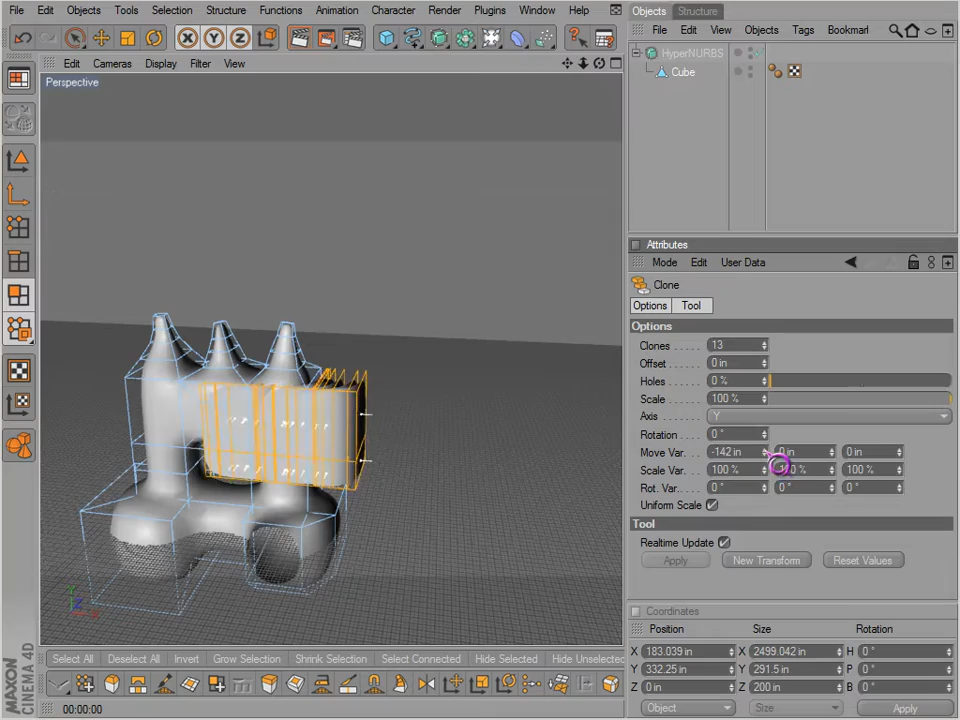 File Edit Objects Tools Selection Structure Functions Animation Character Render Plugins Window Help
Objects Structure
File Edit View Objects Tags Bookmark
X Y Z
Edit Cameras Display Filter View
Perspective
HyperNURBS
Cube
Attributes
Mode Edit User Data
Clone
Options Tool
Options
Clones 13
Offset 0 in
Holes 0 %
Scale 100 %
Axis Y
Rotation 0 °
Move Var. -142 in 0 in 0 in
Scale Var. 100 % 100 % 100 %
Rot. Var. 0 ° 0 ° 0 °
Uniform Scale
Tool
Realtime Update
Apply New Transform Reset Values
Coordinates
Position Size Rotation
X 183.039 in X 2499.042 in H 0 °
Y 332.25 in Y 291.5 in P 0 °
Z 0 in Z 200 in B 0 °
Object Size Apply
Y Z X
Select All Deselect All Invert Grow Selection Shrink Selection Select Connected Hide Selected Hide Unselected
MAXON
CINEMA 4D
00:00:00